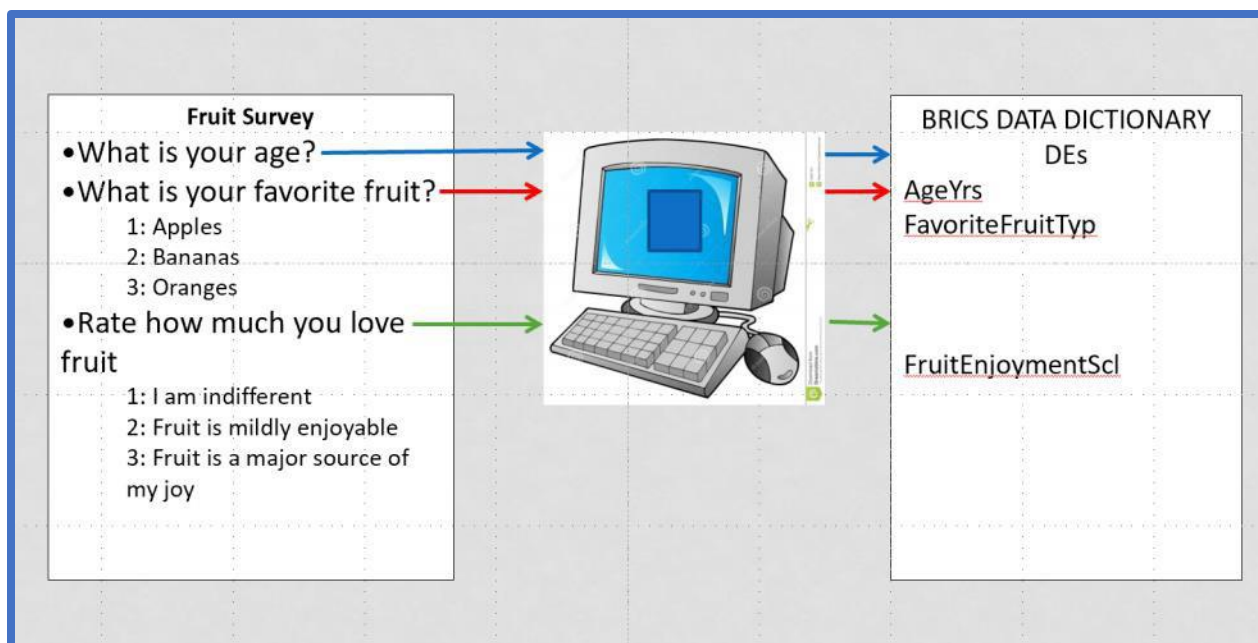 Fruit Survey
•What is your age?
•What is your favorite fruit?
1: Apples
2: Bananas
3: Oranges
•Rate how much you love
fruit
1: I am indifferent
2: Fruit is mildly enjoyable
3: Fruit is a major source of
my joy
BRICS DATA DICTIONARY
DEs
AgeYrs
FavoriteFruitTyp
FruitEnjoymentScl